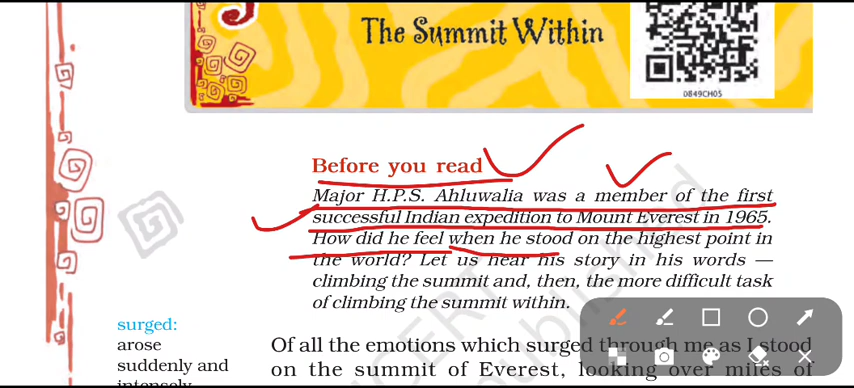 The Summit Within
0849CH05
Before you read
Major H.P.S. Ahluwalia was a member of the first
successful Indian expedition to Mount Everest in 1965.
How did he feel when he stood on the highest point in
the world? Let us hear his story in his words —
climbing the summit and, then, the more difficult task
of climbing the summit within.
surged:
arose
suddenly and
intensely
Of all the emotions which surged through me as I stood
on the summit of Everest, looking over miles of